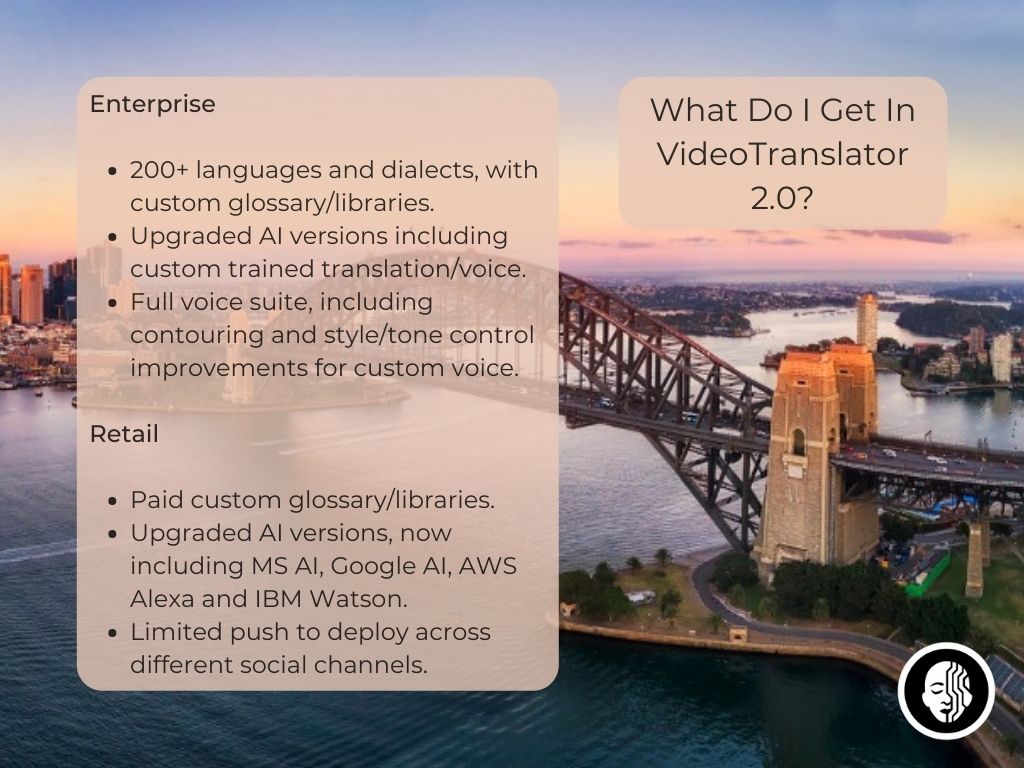 What Do I Get In
VideoTranslator
2.0?
Enterprise
• 200+ languages and dialects, with
custom glossary/libraries.
• Upgraded AI versions including
custom trained translation/voice.
• Full voice suite, including
contouring and style/tone control
improvements for custom voice.
Retail
• Paid custom glossary/libraries.
• Upgraded AI versions, now
including MS AI, Google AI, AWS
Alexa and IBM Watson.
• Limited push to deploy across
different social channels.